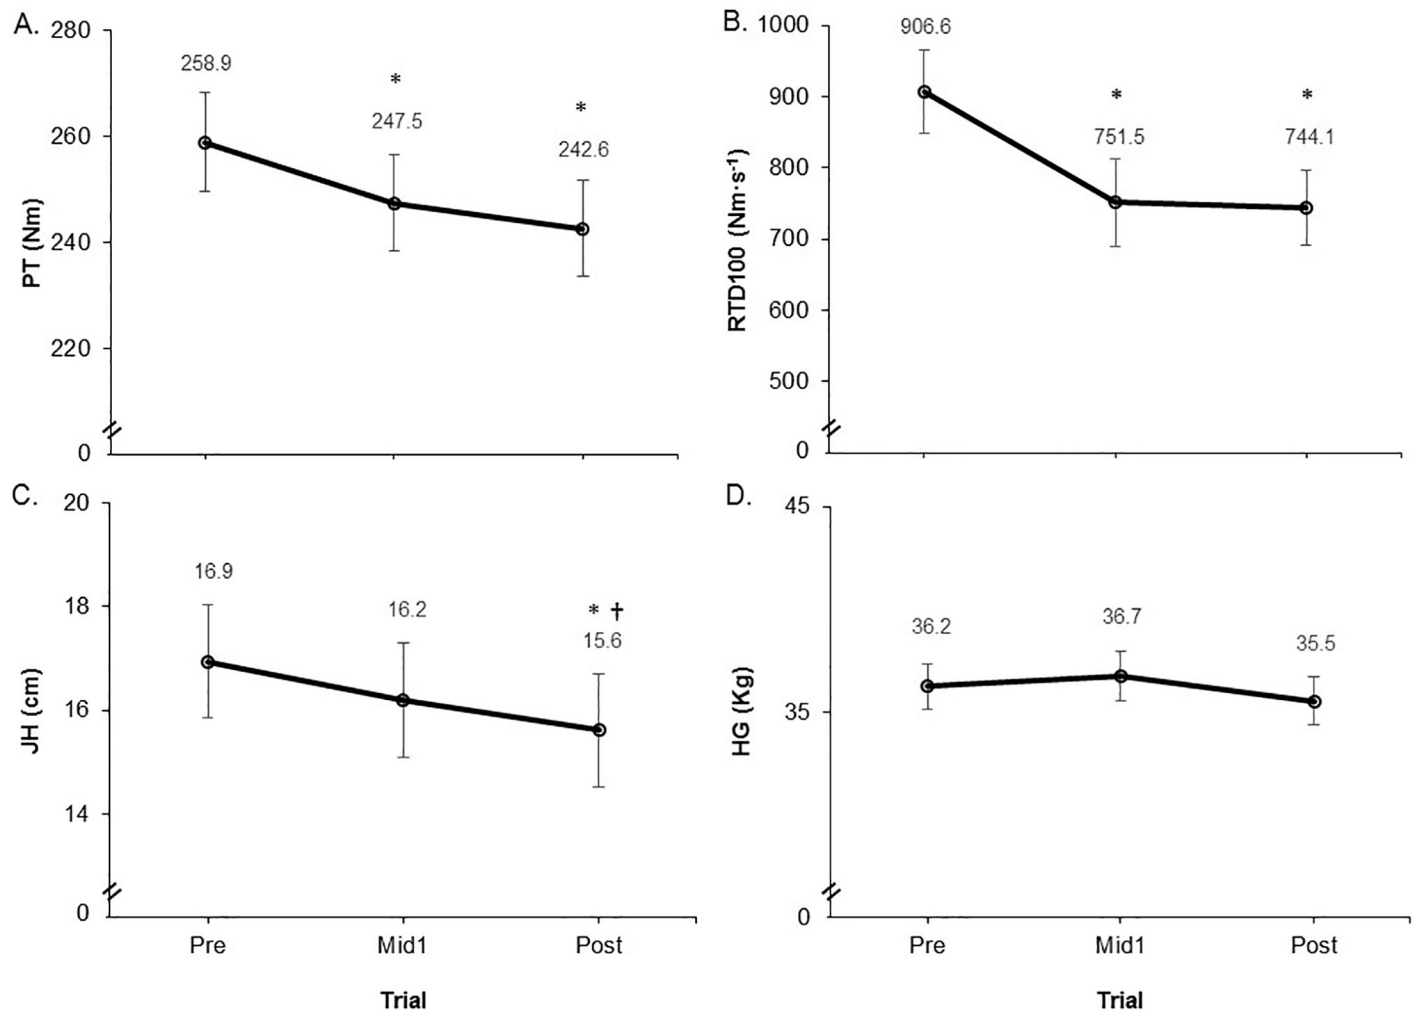 A.
280
260
240
220
0
PT (Nm)
258.9
*
247.5
*
242.6
B.
1000
900
800
700
600
500
0
RTD100 (Nm·s-1)
906.6
*
751.5
*
744.1
C.
20
18
16
14
0
JH (cm)
16.9
16.2
* †
15.6
Pre
Mid1
Post
Trial
D.
45
35
0
HG (Kg)
36.2
36.7
35.5
Pre
Mid1
Post
Trial